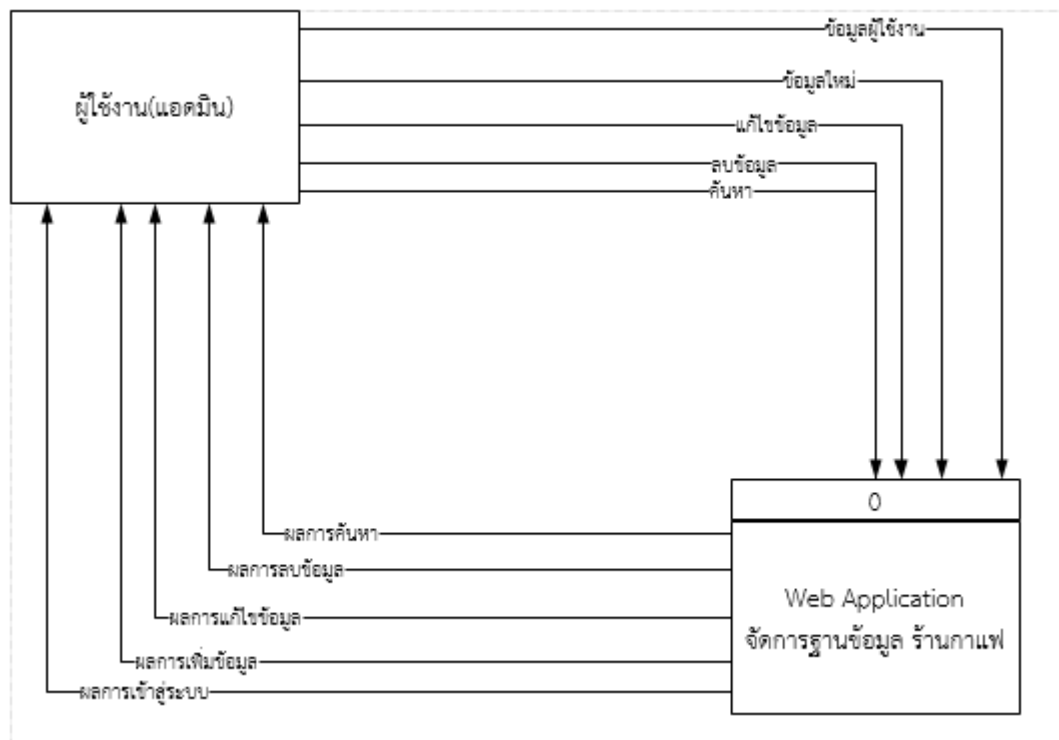 ข้อมูลผู้ใช้งาน
ข้อมูลใหม่
ผู้ใช้งาน(แอดมิน)
แก้ไขข้อมูล
ลบข้อมูล
ค้นหา
0
ผลการค้นหา
ผลการลบข้อมูล
Web Application
ผลการแก้ไขข้อมูล
จัดการฐานข้อมูล ร้านกาแฟ
ผลการเพิ่มข้อมูล
ผลการเข้าสู่ระบบ